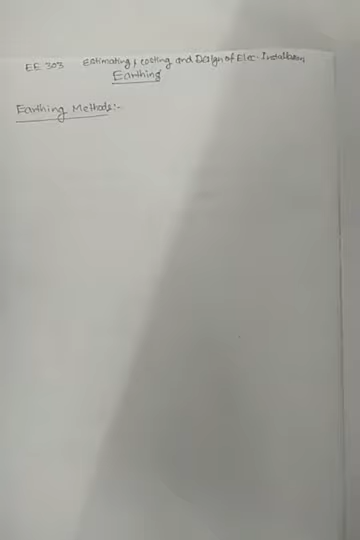 EE 303 Estimating & costing and Design of Elec. Installation
Earthing
Earthing Methods:-